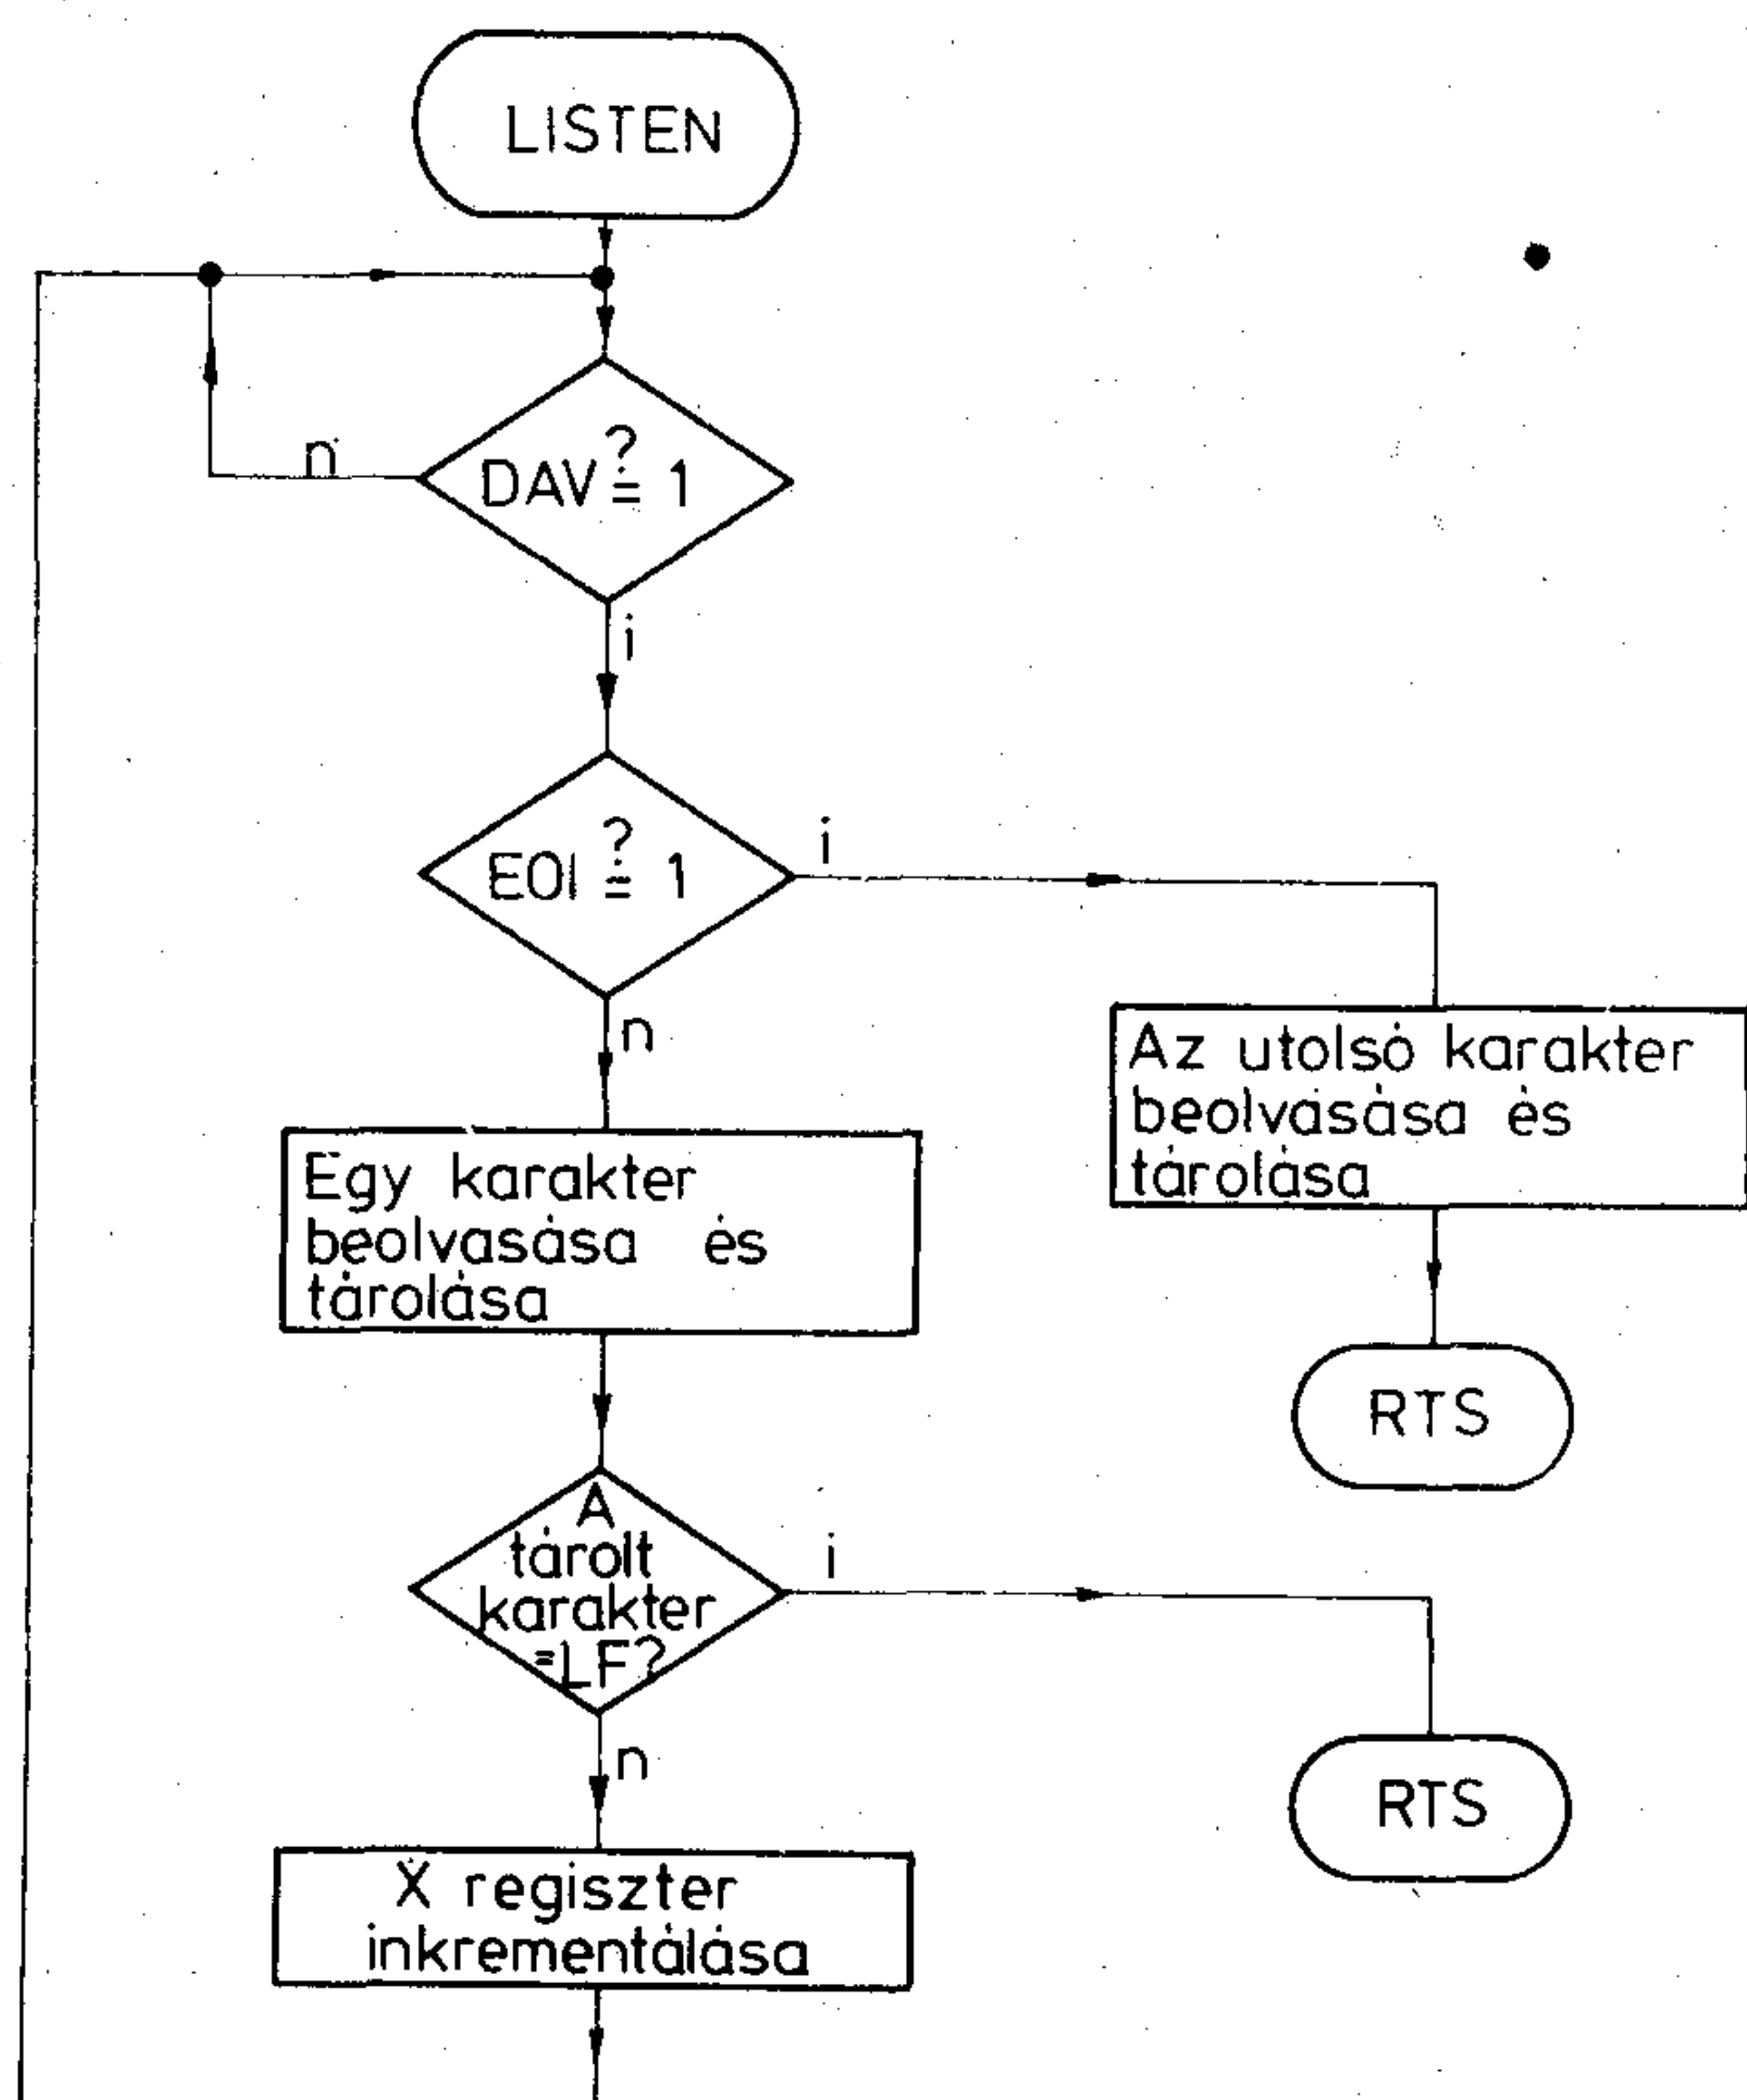 LISTEN
n
DAV ?= 1
i
EOI ?= 1
i
n
Az utolsó karakter
beolvasása és
tárolása
Egy karakter
beolvasása és
tárolása
RTS
A
tárolt
karakter
=LF?
i
n
RTS
X regiszter
inkrementálása